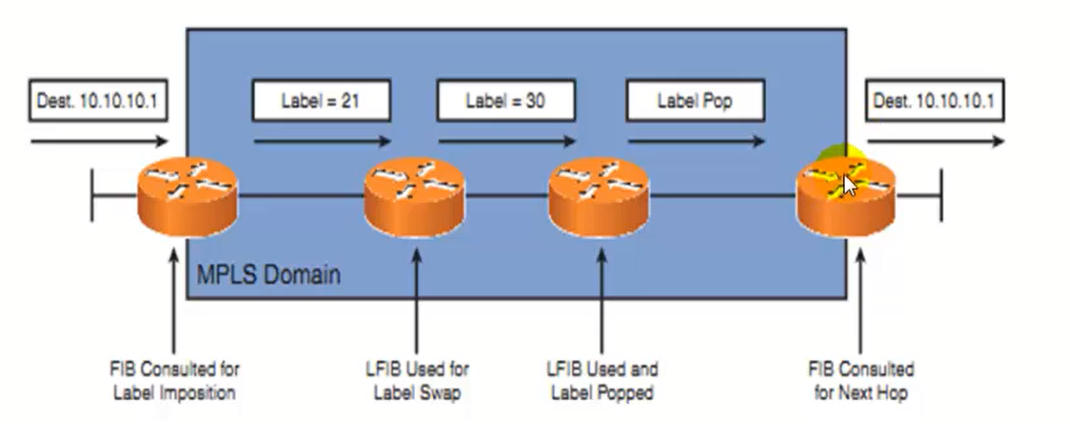 Dest. 10.10.10.1
Label = 21
Label = 30
Label Pop
Dest. 10.10.10.1
MPLS Domain
FIB Consulted for
Label Imposition
LFIB Used for
Label Swap
LFIB Used and
Label Popped
FIB Consulted
for Next Hop